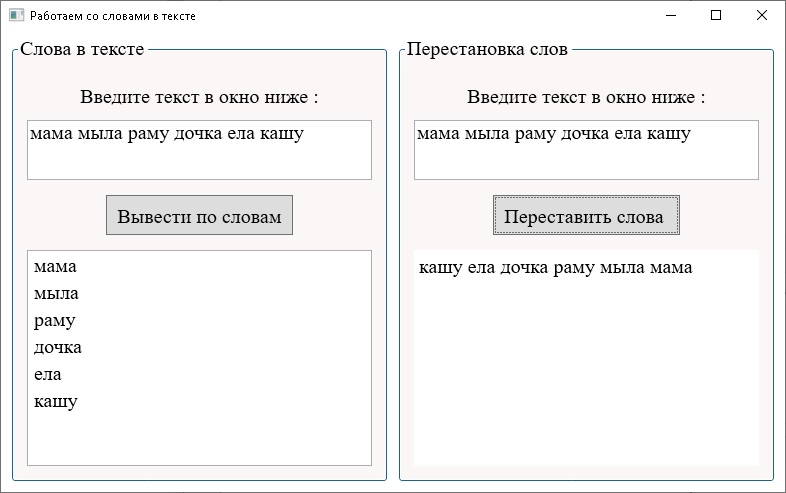 Работаем со словами в тексте
Слова в тексте
Введите текст в окно ниже :
мама мыла раму дочка ела кашу
Вывести по словам
мама
мыла
раму
дочка
ела
кашу
Перестановка слов
Введите текст в окно ниже :
мама мыла раму дочка ела кашу
Переставить слова
кашу ела дочка раму мыла мама